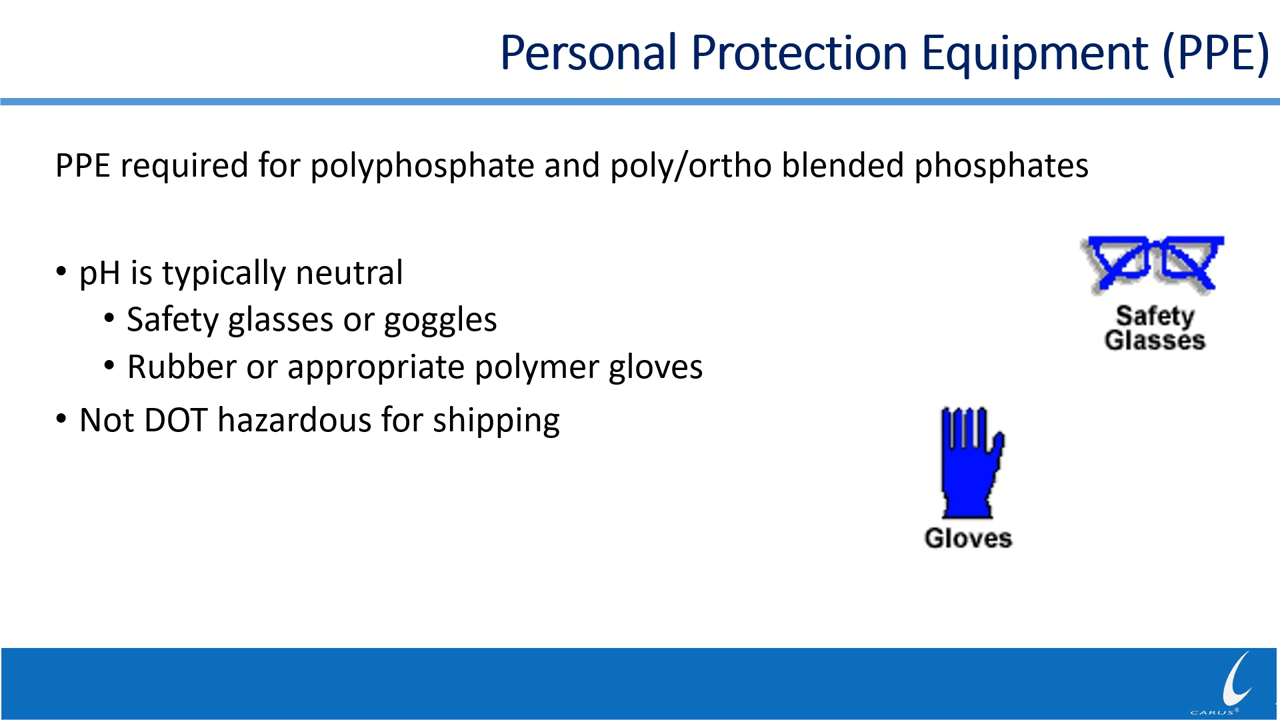 Personal Protection Equipment (PPE)
PPE required for polyphosphate and poly/ortho blended phosphates
• pH is typically neutral
• Safety glasses or goggles
• Rubber or appropriate polymer gloves
• Not DOT hazardous for shipping
Safety
Glasses
Gloves
CARUS®